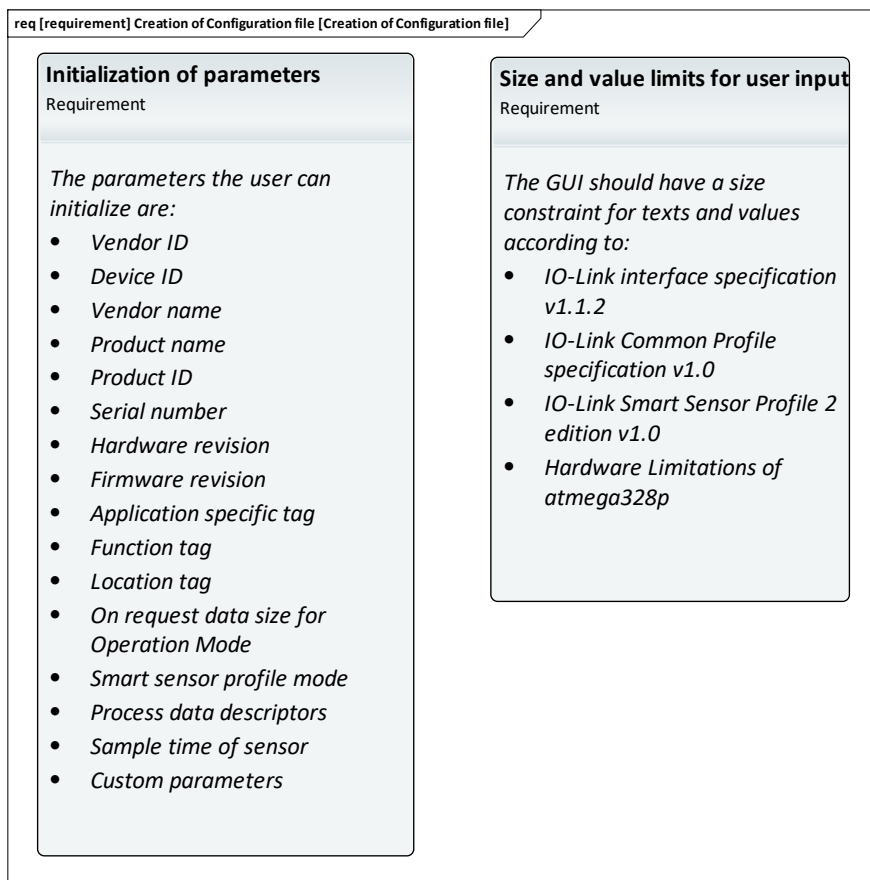 req [requirement] Creation of Configuration file [Creation of Configuration file]
Initialization of parameters
Requirement
The parameters the user can
initialize are:
• Vendor ID
• Device ID
• Vendor name
• Product name
• Product ID
• Serial number
• Hardware revision
• Firmware revision
• Application specific tag
• Function tag
• Location tag
• On request data size for
Operation Mode
• Smart sensor profile mode
• Process data descriptors
• Sample time of sensor
• Custom parameters
Size and value limits for user input
Requirement
The GUI should have a size
constraint for texts and values
according to:
• IO-Link interface specification
v1.1.2
• IO-Link Common Profile
specification v1.0
• IO-Link Smart Sensor Profile 2
edition v1.0
• Hardware Limitations of
atmega328p